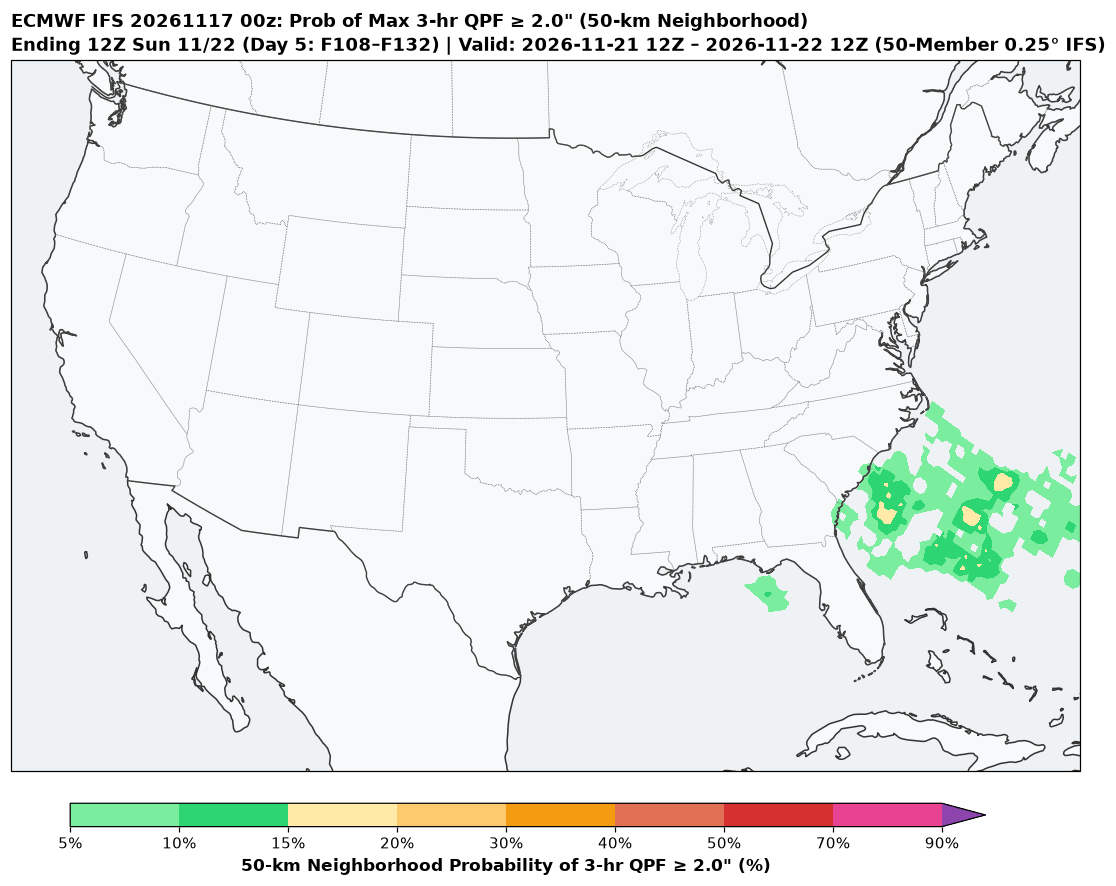 ECMWF IFS 20261117 00z: Prob of Max 3-hr QPF ≥ 2.0" (50-km Neighborhood)
Ending 12Z Sun 11/22 (Day 5: F108–F132) | Valid: 2026-11-21 12Z – 2026-11-22 12Z (50-Member 0.25° IFS)
5% 10% 15% 20% 30% 40% 50% 70% 90%
50-km Neighborhood Probability of 3-hr QPF ≥ 2.0" (%)